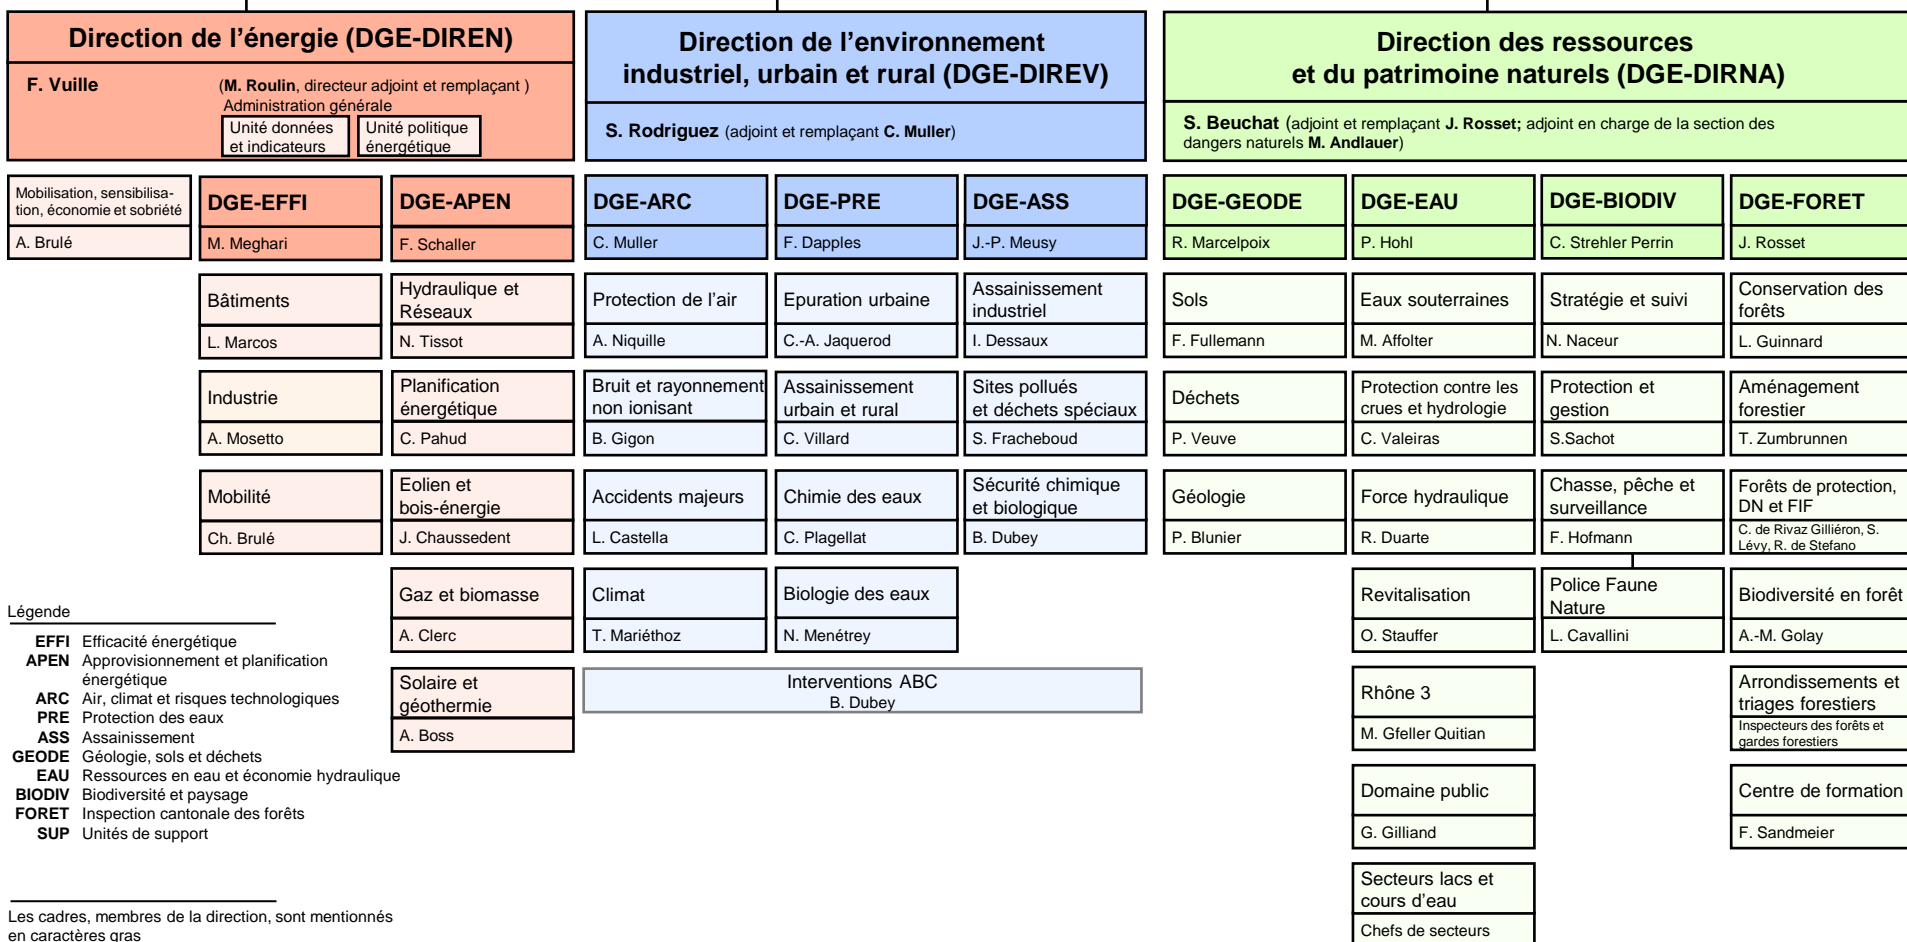 Direction de l'énergie (DGE-DIREN)
F. Vuille
(M. Roulin, directeur adjoint et remplaçant )
Administration générale
Unité données
et indicateurs
Unité politique
énergétique
Direction de l'environnement
industriel, urbain et rural (DGE-DIREV)
S. Rodriguez (adjoint et remplaçant C. Muller)
Direction des ressources
et du patrimoine naturels (DGE-DIRNA)
S. Beuchat (adjoint et remplaçant J. Rosset; adjoint en charge de la section des
dangers naturels M. Andlauer)
Mobilisation, sensibilisa-
tion, économie et sobriété
A. Brulé
DGE-EFFI
M. Meghari
Bâtiments
L. Marcos
Industrie
A. Mosetto
Mobilité
Ch. Brulé
DGE-APEN
F. Schaller
Hydraulique et
Réseaux
N. Tissot
Planification
énergétique
C. Pahud
Eolien et
bois-énergie
J. Chaussedent
Gaz et biomasse
A. Clerc
Solaire et
géothermie
A. Boss
DGE-ARC
C. Muller
Protection de l'air
A. Niquille
Bruit et rayonnement
non ionisant
B. Gigon
Accidents majeurs
L. Castella
Climat
T. Mariéthoz
DGE-PRE
F. Dapples
Epuration urbaine
C.-A. Jaquerod
Assainissement
urbain et rural
C. Villard
Chimie des eaux
C. Plagellat
Biologie des eaux
N. Menétrey
DGE-ASS
J.-P. Meusy
Assainissement
industriel
I. Dessaux
Sites pollués
et déchets spéciaux
S. Fracheboud
Sécurité chimique
et biologique
B. Dubey
Interventions ABC
B. Dubey
DGE-GEODE
R. Marcelpoix
Sols
F. Fullemann
Déchets
P. Veuve
Géologie
P. Blunier
DGE-EAU
P. Hohl
Eaux souterraines
M. Affolter
Protection contre les
crues et hydrologie
C. Valeiras
Force hydraulique
R. Duarte
Revitalisation
O. Stauffer
Rhône 3
M. Gfeller Quitian
Domaine public
G. Gilliand
Secteurs lacs et
cours d'eau
Chefs de secteurs
DGE-BIODIV
C. Strehler Perrin
Stratégie et suivi
N. Naceur
Protection et
gestion
S.Sachot
Chasse, pêche et
surveillance
F. Hofmann
Police Faune
Nature
L. Cavallini
DGE-FORET
J. Rosset
Conservation des
forêts
L. Guinnard
Aménagement
forestier
T. Zumbrunnen
Forêts de protection,
DN et FIF
C. de Rivaz Gilliéron, S.
Lévy, R. de Stefano
Biodiversité en forêt
A.-M. Golay
Arrondissements et
triages forestiers
Inspecteurs des forêts et
gardes forestiers
Centre de formation
F. Sandmeier
Légende
EFFI Efficacité énergétique
APEN Approvisionnement et planification
énergétique
ARC Air, climat et risques technologiques
PRE Protection des eaux
ASS Assainissement
GEODE Géologie, sols et déchets
EAU Ressources en eau et économie hydraulique
BIODIV Biodiversité et paysage
FORET Inspection cantonale des forêts
SUP Unités de support
Les cadres, membres de la direction, sont mentionnés
en caractères gras